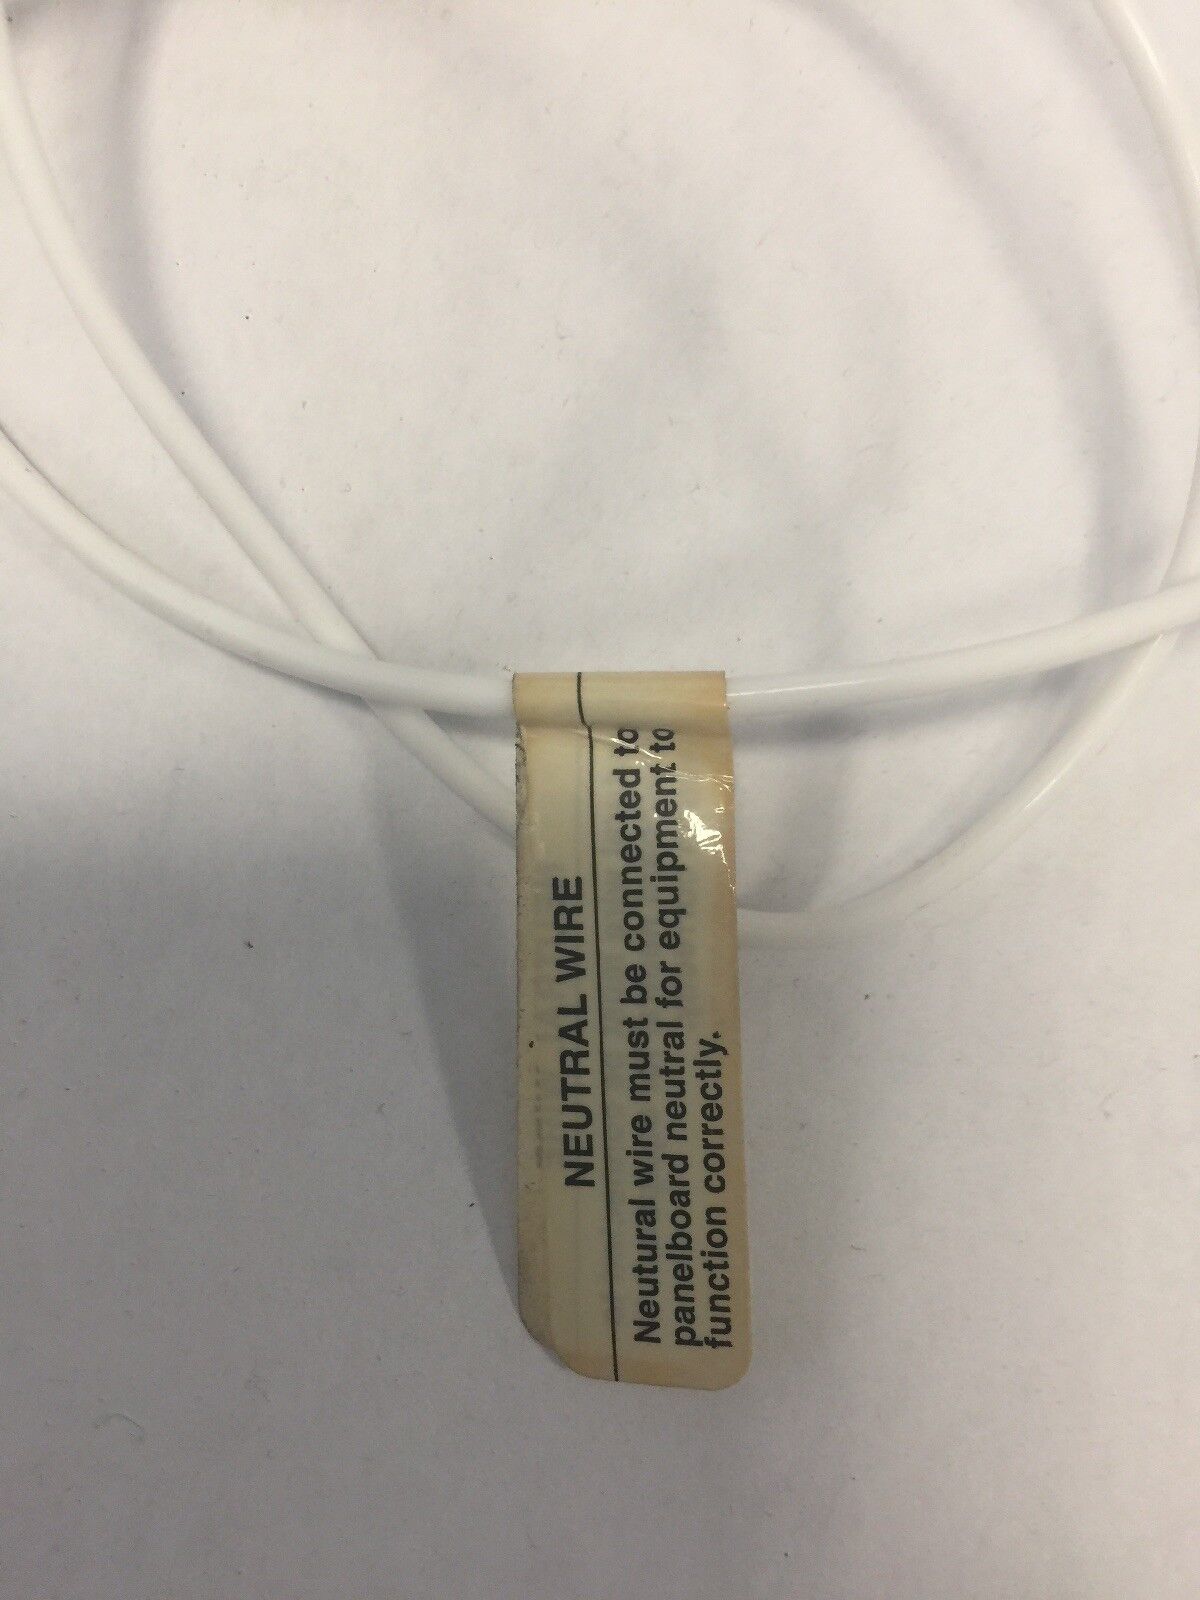 NEUTRAL WIRE
Neutural wire must be connected to
panelboard neutral for equipment to
function correctly.